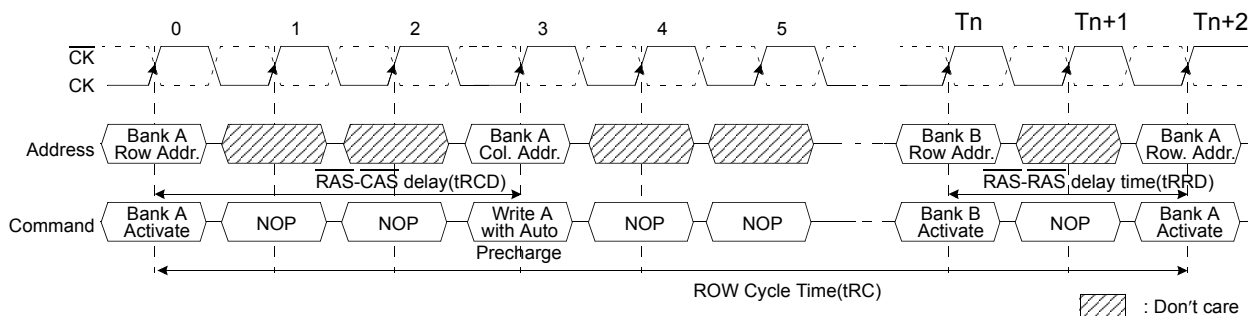 0 1 2 3 4 5 Tn Tn+1 Tn+2
CK
CK
Address
Bank A
Row Addr.
Bank A
Col. Addr.
Bank B
Row Addr.
Bank A
Row. Addr.
RAS-CAS delay(tRCD)
RAS-RAS delay time(tRRD)
Command
Bank A
Activate
NOP
NOP
Write A
with Auto
Precharge
NOP
NOP
Bank B
Activate
NOP
Bank A
Activate
ROW Cycle Time(tRC)
: Don't care